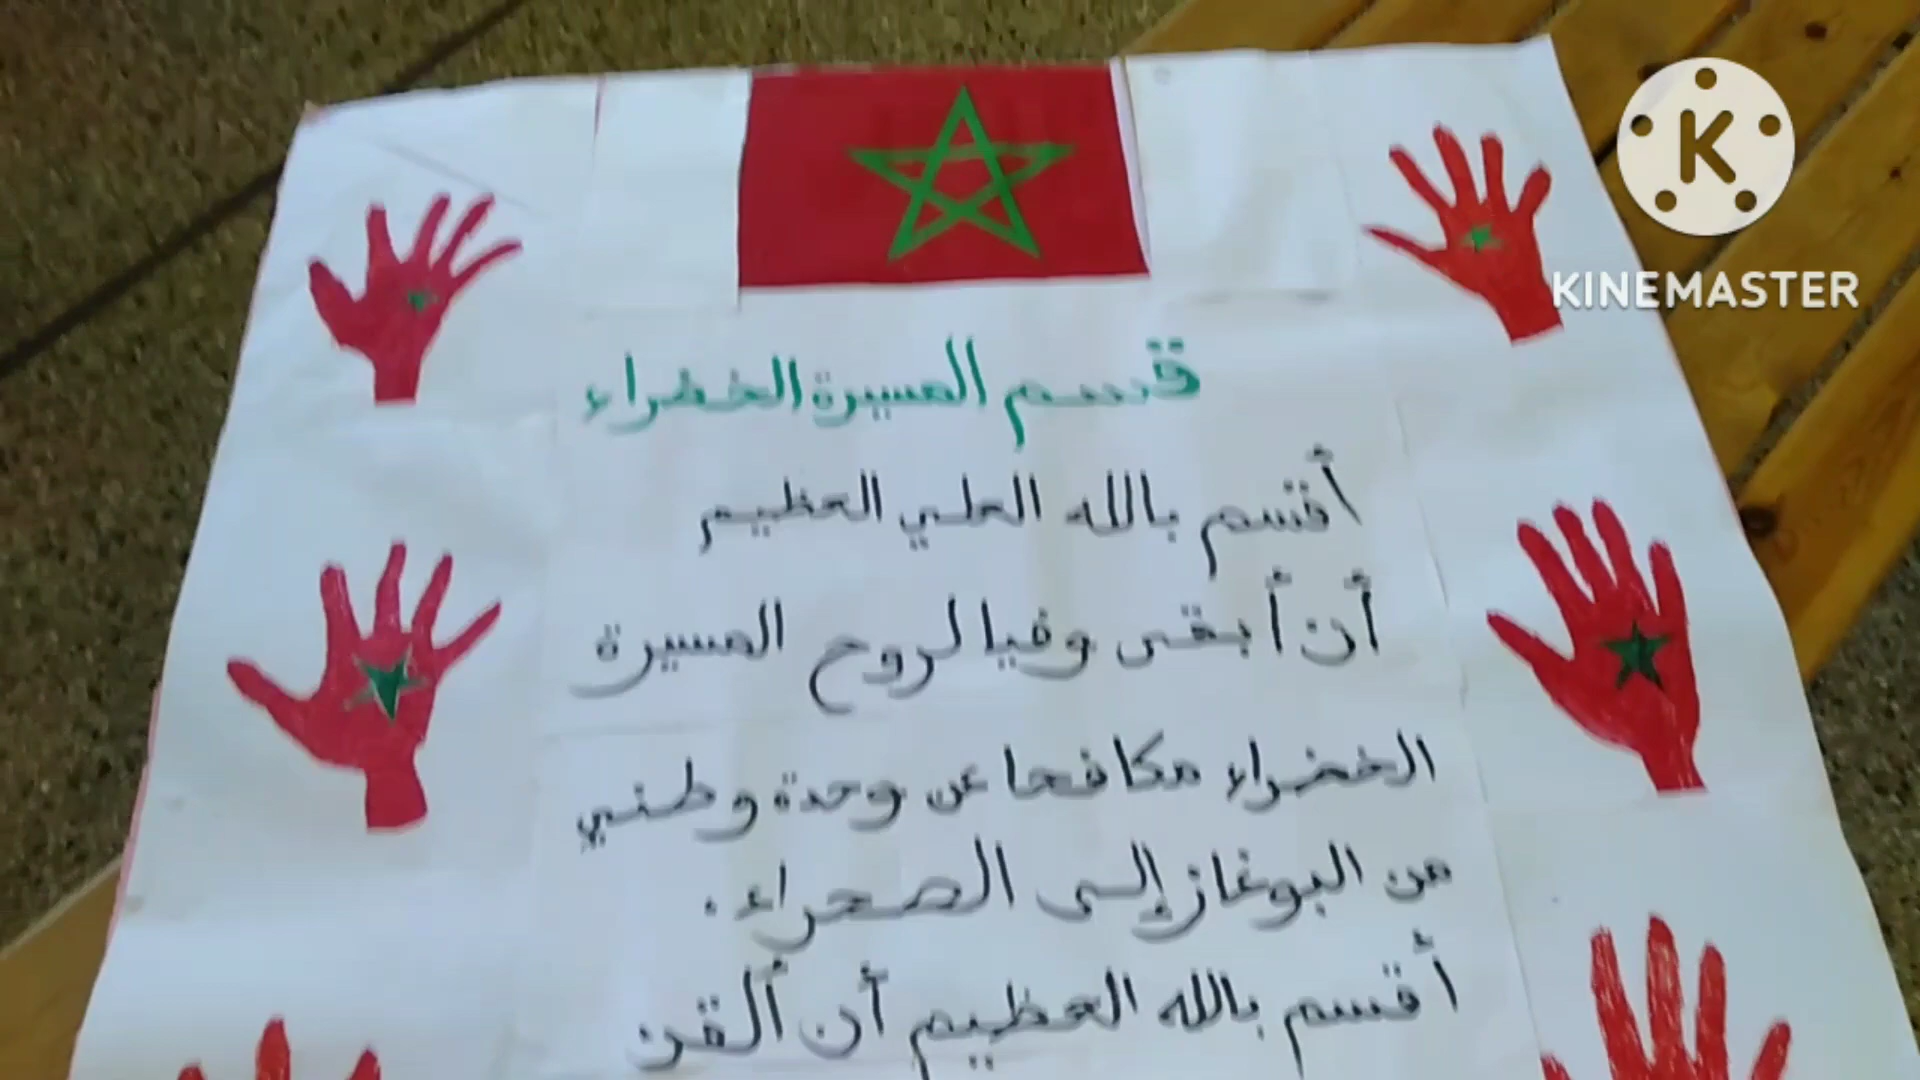 KINEMASTER
قسم المسيرة الخضراء
أقسم بالله العلي العظيم
أن أبقى وفيا لروح المسيرة
الخضراء مكافحا عن وحدة وطني
من البوغاز إلى الصحراء.
أقسم بالله العظيم أن ألقن